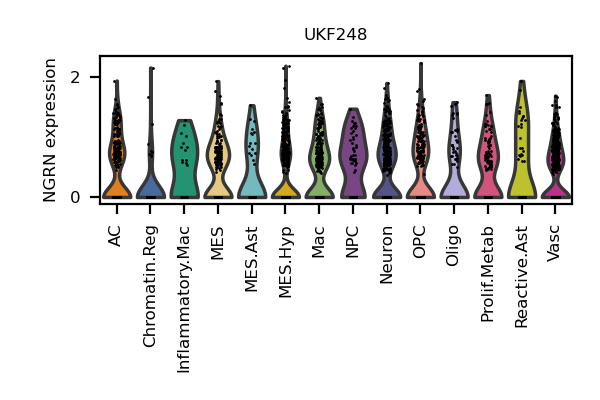 UKF248
NGRN expression
2
0
AC
Chromatin.Reg
Inflammatory.Mac
MES
MES.Ast
MES.Hyp
Mac
NPC
Neuron
OPC
Oligo
Prolif.Metab
Reactive.Ast
Vasc